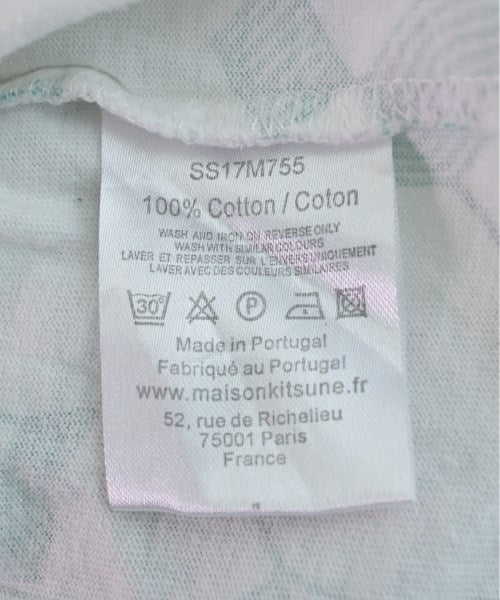 SS17M755
100% Cotton / Coton
WASH AND IRON ON REVERSE ONLY
WASH WITH SIMILAR COLOURS
LAVER ET REPASSER SUR L'ENVERS UNIQUEMENT
LAVER AVEC DES COULEURS SIMILAIRES
30° P
Made in Portugal
Fabriqué au Portugal
www.maisonkitsune.fr
52, rue de Richelieu
75001 Paris
France